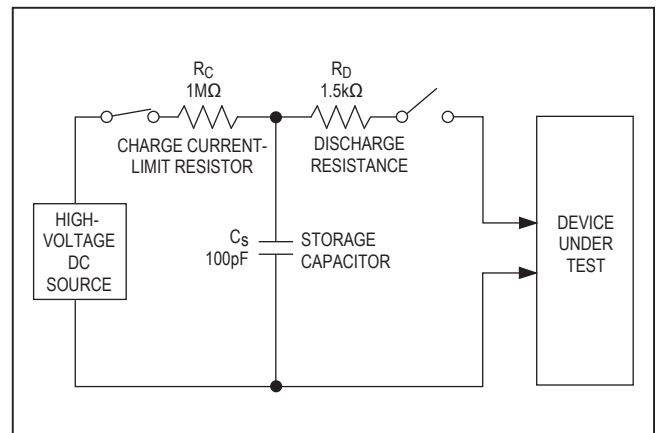 RC
1MΩ
CHARGE CURRENT-
LIMIT RESISTOR
RD
1.5kΩ
DISCHARGE
RESISTANCE
HIGH-
VOLTAGE
DC
SOURCE
Cs
100pF
STORAGE
CAPACITOR
DEVICE
UNDER
TEST